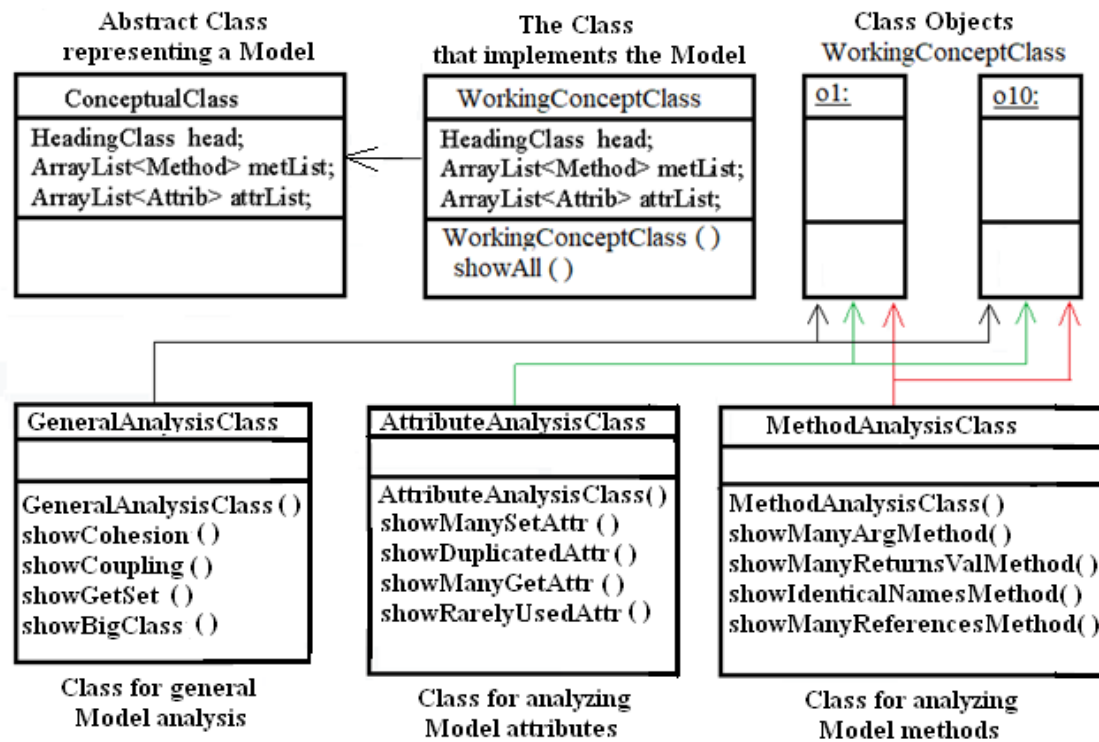 Abstract Class
representing a Model
ConceptualClass
HeadingClass head;
ArrayList<Method> metList;
ArrayList<Attrib> attrList;
The Class
that implements the Model
WorkingConceptClass
HeadingClass head;
ArrayList<Method> metList;
ArrayList<Attrib> attrList;
WorkingConceptClass ( )
showAll ( )
Class Objects
WorkingConceptClass
o1:
o10:
GeneralAnalysisClass
GeneralAnalysisClass ( )
showCohesion ( )
showCoupling ( )
showGetSet ( )
showBigClass ( )
Class for general
Model analysis
AttributeAnalysisClass
AttributeAnalysisClass()
showManySetAttr ( )
showDuplicatedAttr ( )
showManyGetAttr ( )
showRarelyUsedAttr ( )
Class for analyzing
Model attributes
MethodAnalysisClass
MethodAnalysisClass()
showManyArgMethod( )
showManyReturnsValMethod( )
showIdenticalNamesMethod( )
showManyReferencesMethod( )
Class for analyzing
Model methods